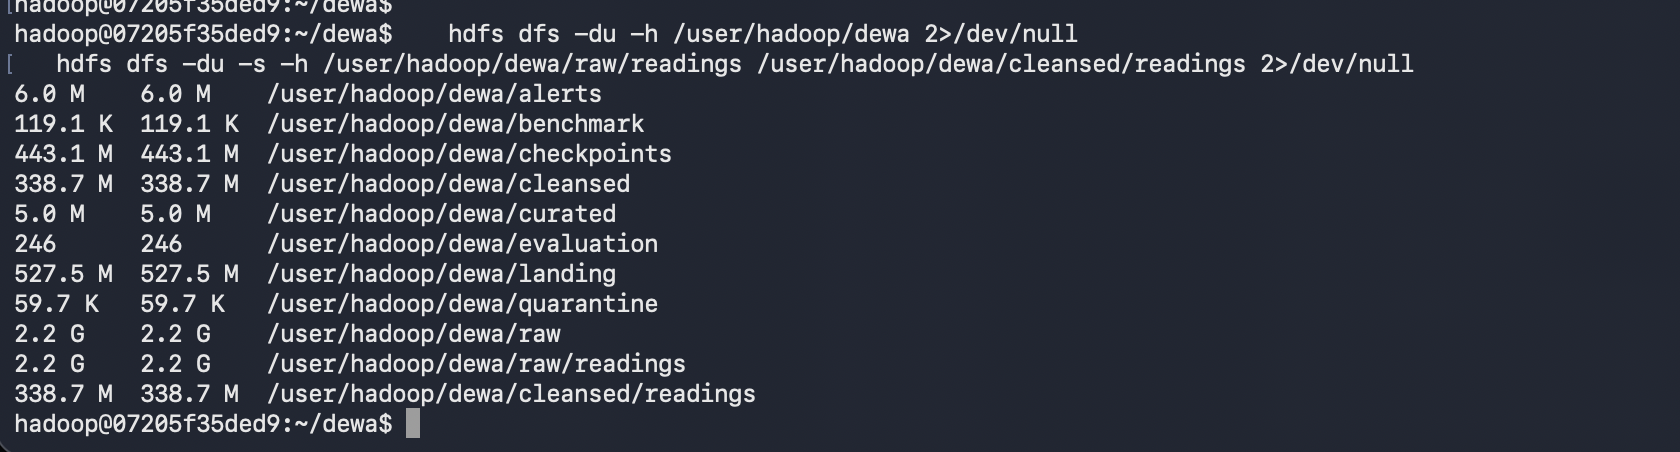 [hadoop@07205f35ded9:~/dewa$
hadoop@07205f35ded9:~/dewa$    hdfs dfs -du -h /user/hadoop/dewa 2>/dev/null
[   hdfs dfs -du -s -h /user/hadoop/dewa/raw/readings /user/hadoop/dewa/cleansed/readings 2>/dev/null
6.0 M    6.0 M    /user/hadoop/dewa/alerts
119.1 K  119.1 K  /user/hadoop/dewa/benchmark
443.1 M  443.1 M  /user/hadoop/dewa/checkpoints
338.7 M  338.7 M  /user/hadoop/dewa/cleansed
5.0 M    5.0 M    /user/hadoop/dewa/curated
246      246      /user/hadoop/dewa/evaluation
527.5 M  527.5 M  /user/hadoop/dewa/landing
59.7 K   59.7 K   /user/hadoop/dewa/quarantine
2.2 G    2.2 G    /user/hadoop/dewa/raw
2.2 G    2.2 G    /user/hadoop/dewa/raw/readings
338.7 M  338.7 M  /user/hadoop/dewa/cleansed/readings
hadoop@07205f35ded9:~/dewa$